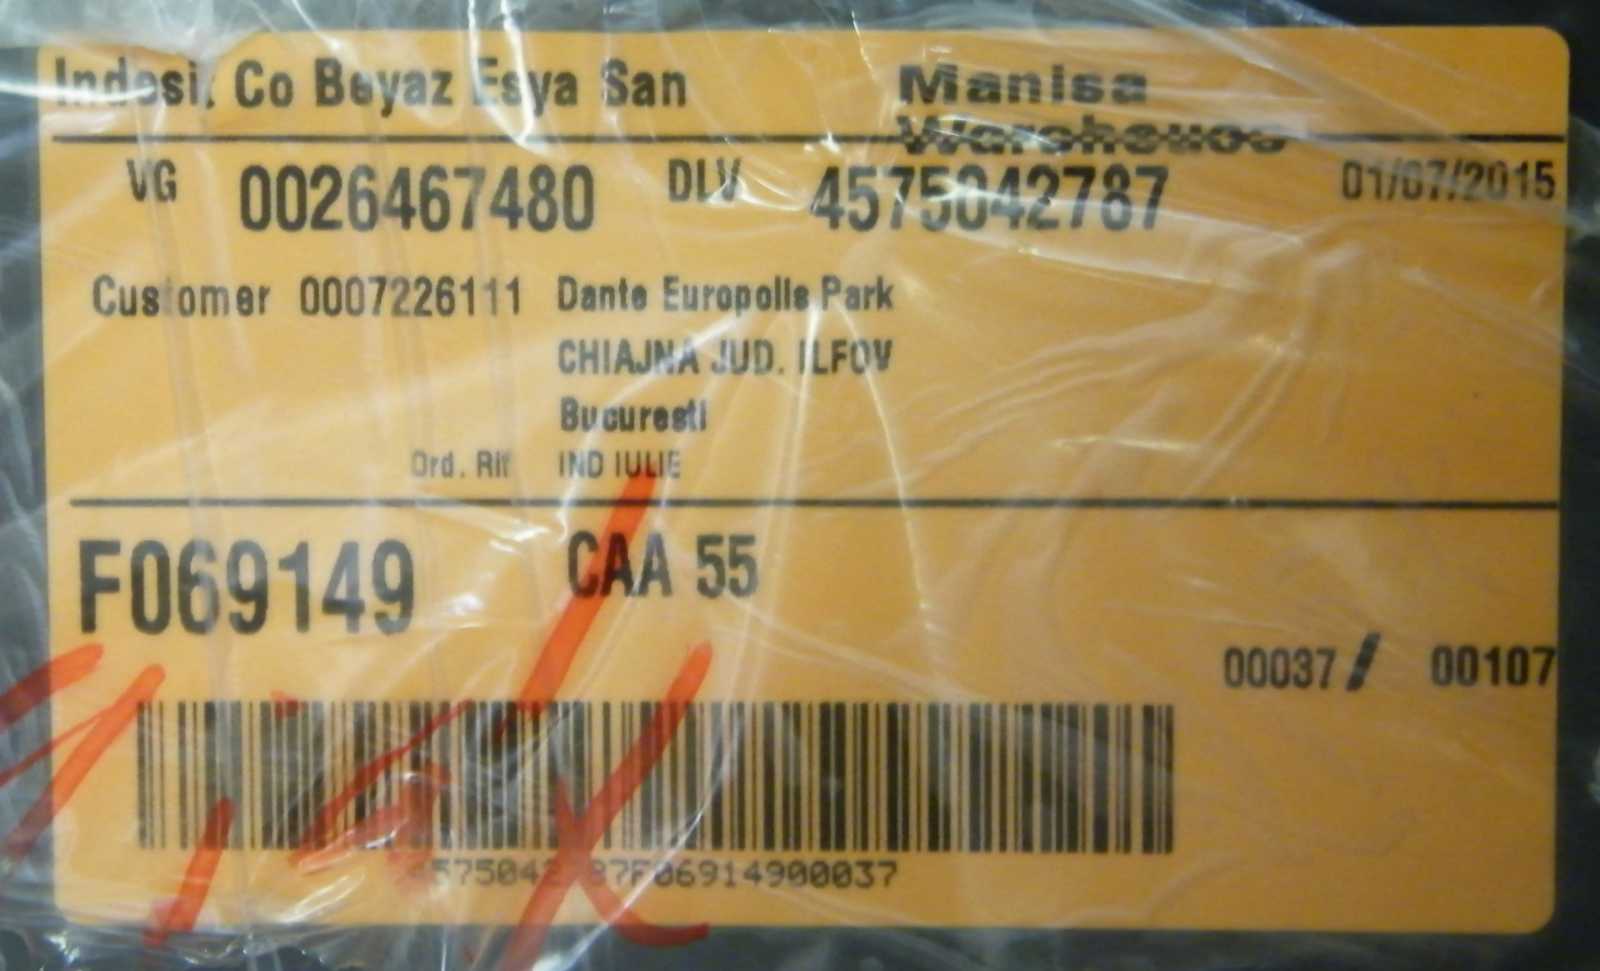 Indesit Co Beyaz Esya San Manisa Warehouse
VG 0026467480 DLV 4575042787 01/07/2015
Customer 0007226111 Dante Europolis Park
CHIAJNA JUD. ILFOV
Bucuresti
Ord. Rif IND IULIE
F069149 CAA 55
00037 / 00107
4575042787F06914900037